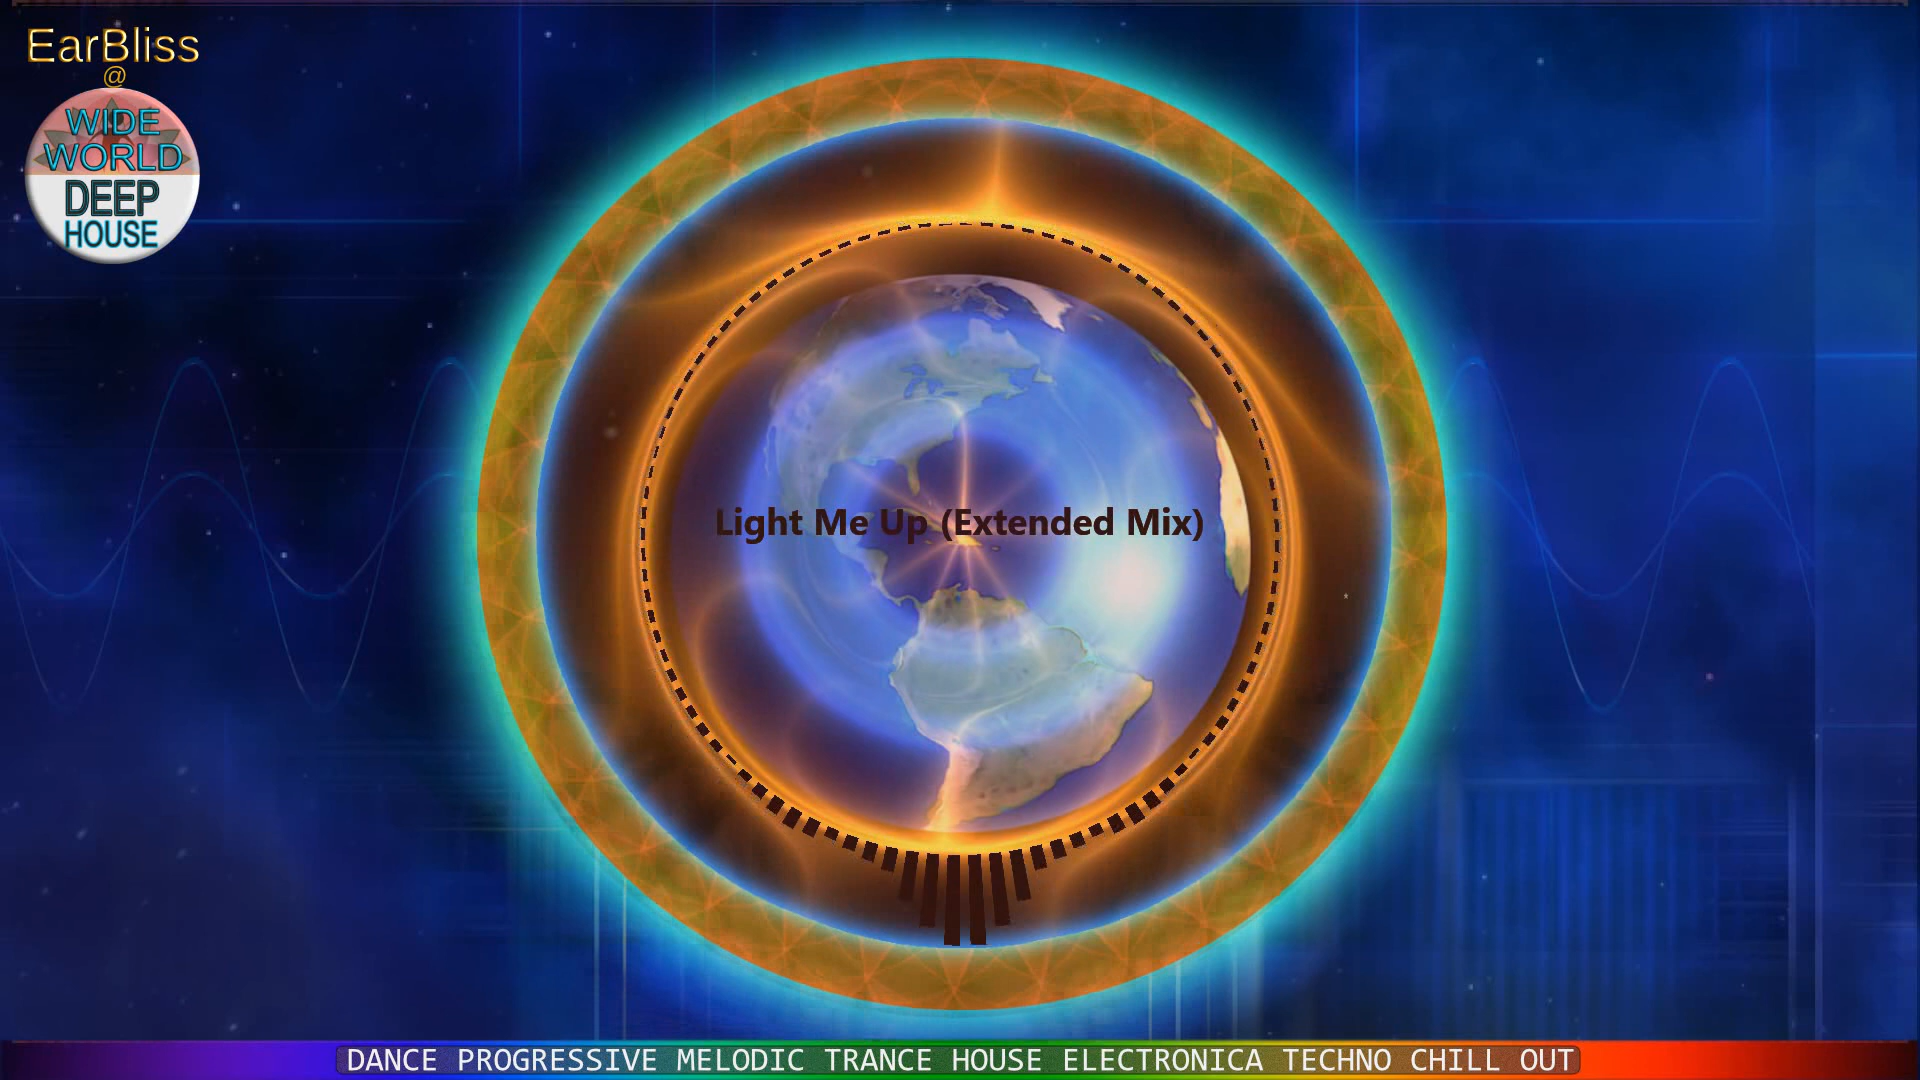 EarBliss
@
WIDE
WORLD
DEEP
HOUSE
Light Me Up (Extended Mix)
DANCE PROGRESSIVE MELODIC TRANCE HOUSE ELECTRONICA TECHNO CHILL OUT